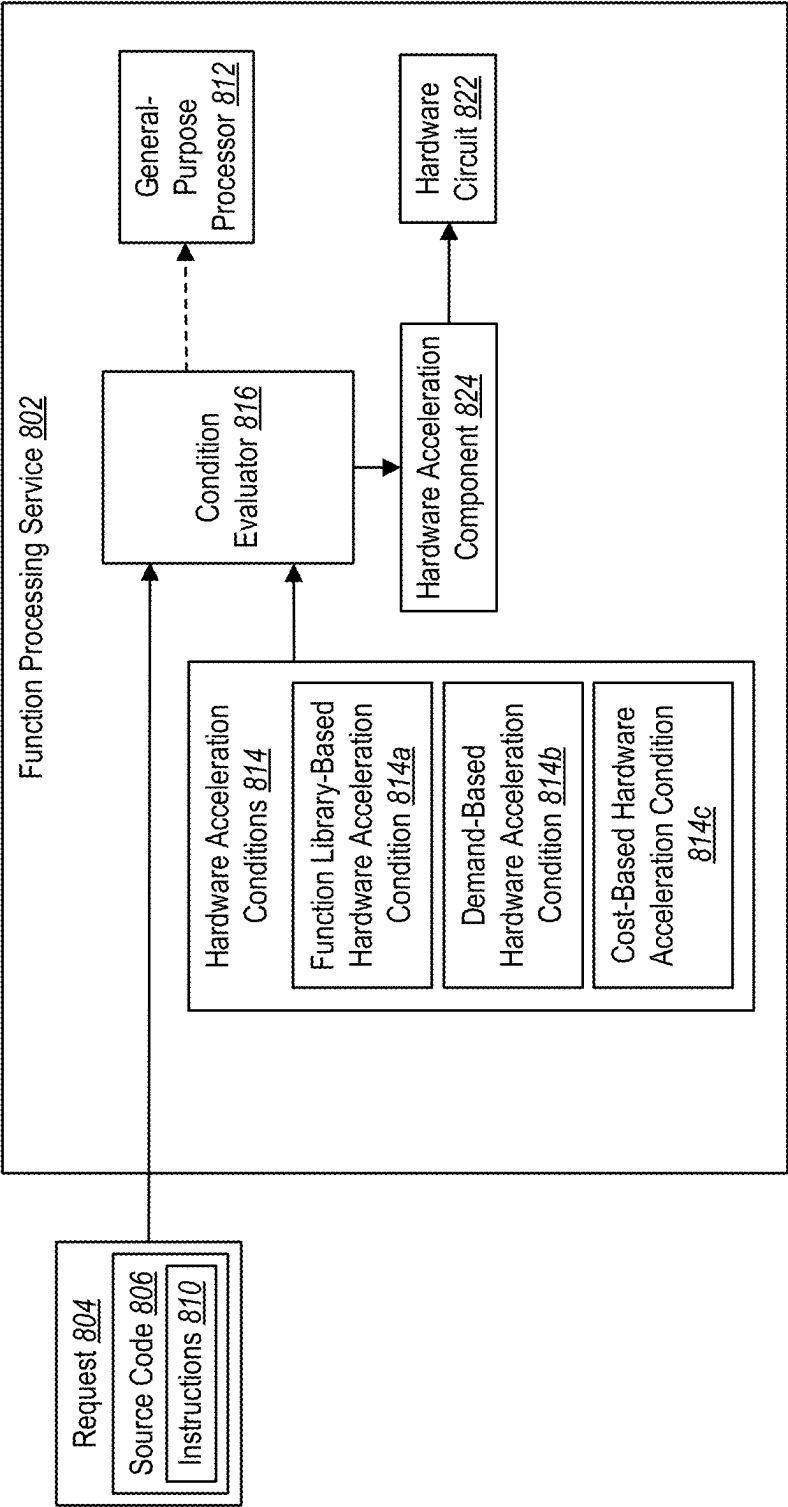 Function Processing Service 802
Request 804
Source Code 806
Instructions 810
Hardware Acceleration
Conditions 814
Function Library-Based
Hardware Acceleration
Condition 814a
Demand-Based
Hardware Acceleration
Condition 814b
Cost-Based Hardware
Acceleration Condition
814c
Condition
Evaluator 816
Hardware Acceleration
Component 824
General-
Purpose
Processor 812
Hardware
Circuit 822